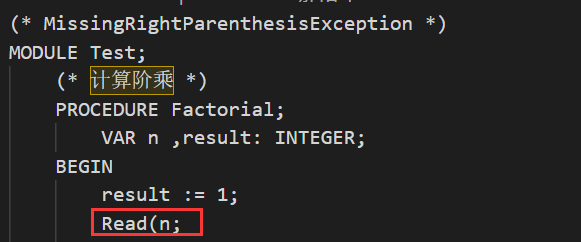 (* MissingRightParenthesisException *)
MODULE Test;
(* 计算阶乘 *)
PROCEDURE Factorial;
VAR n ,result: INTEGER;
BEGIN
result := 1;
Read(n;